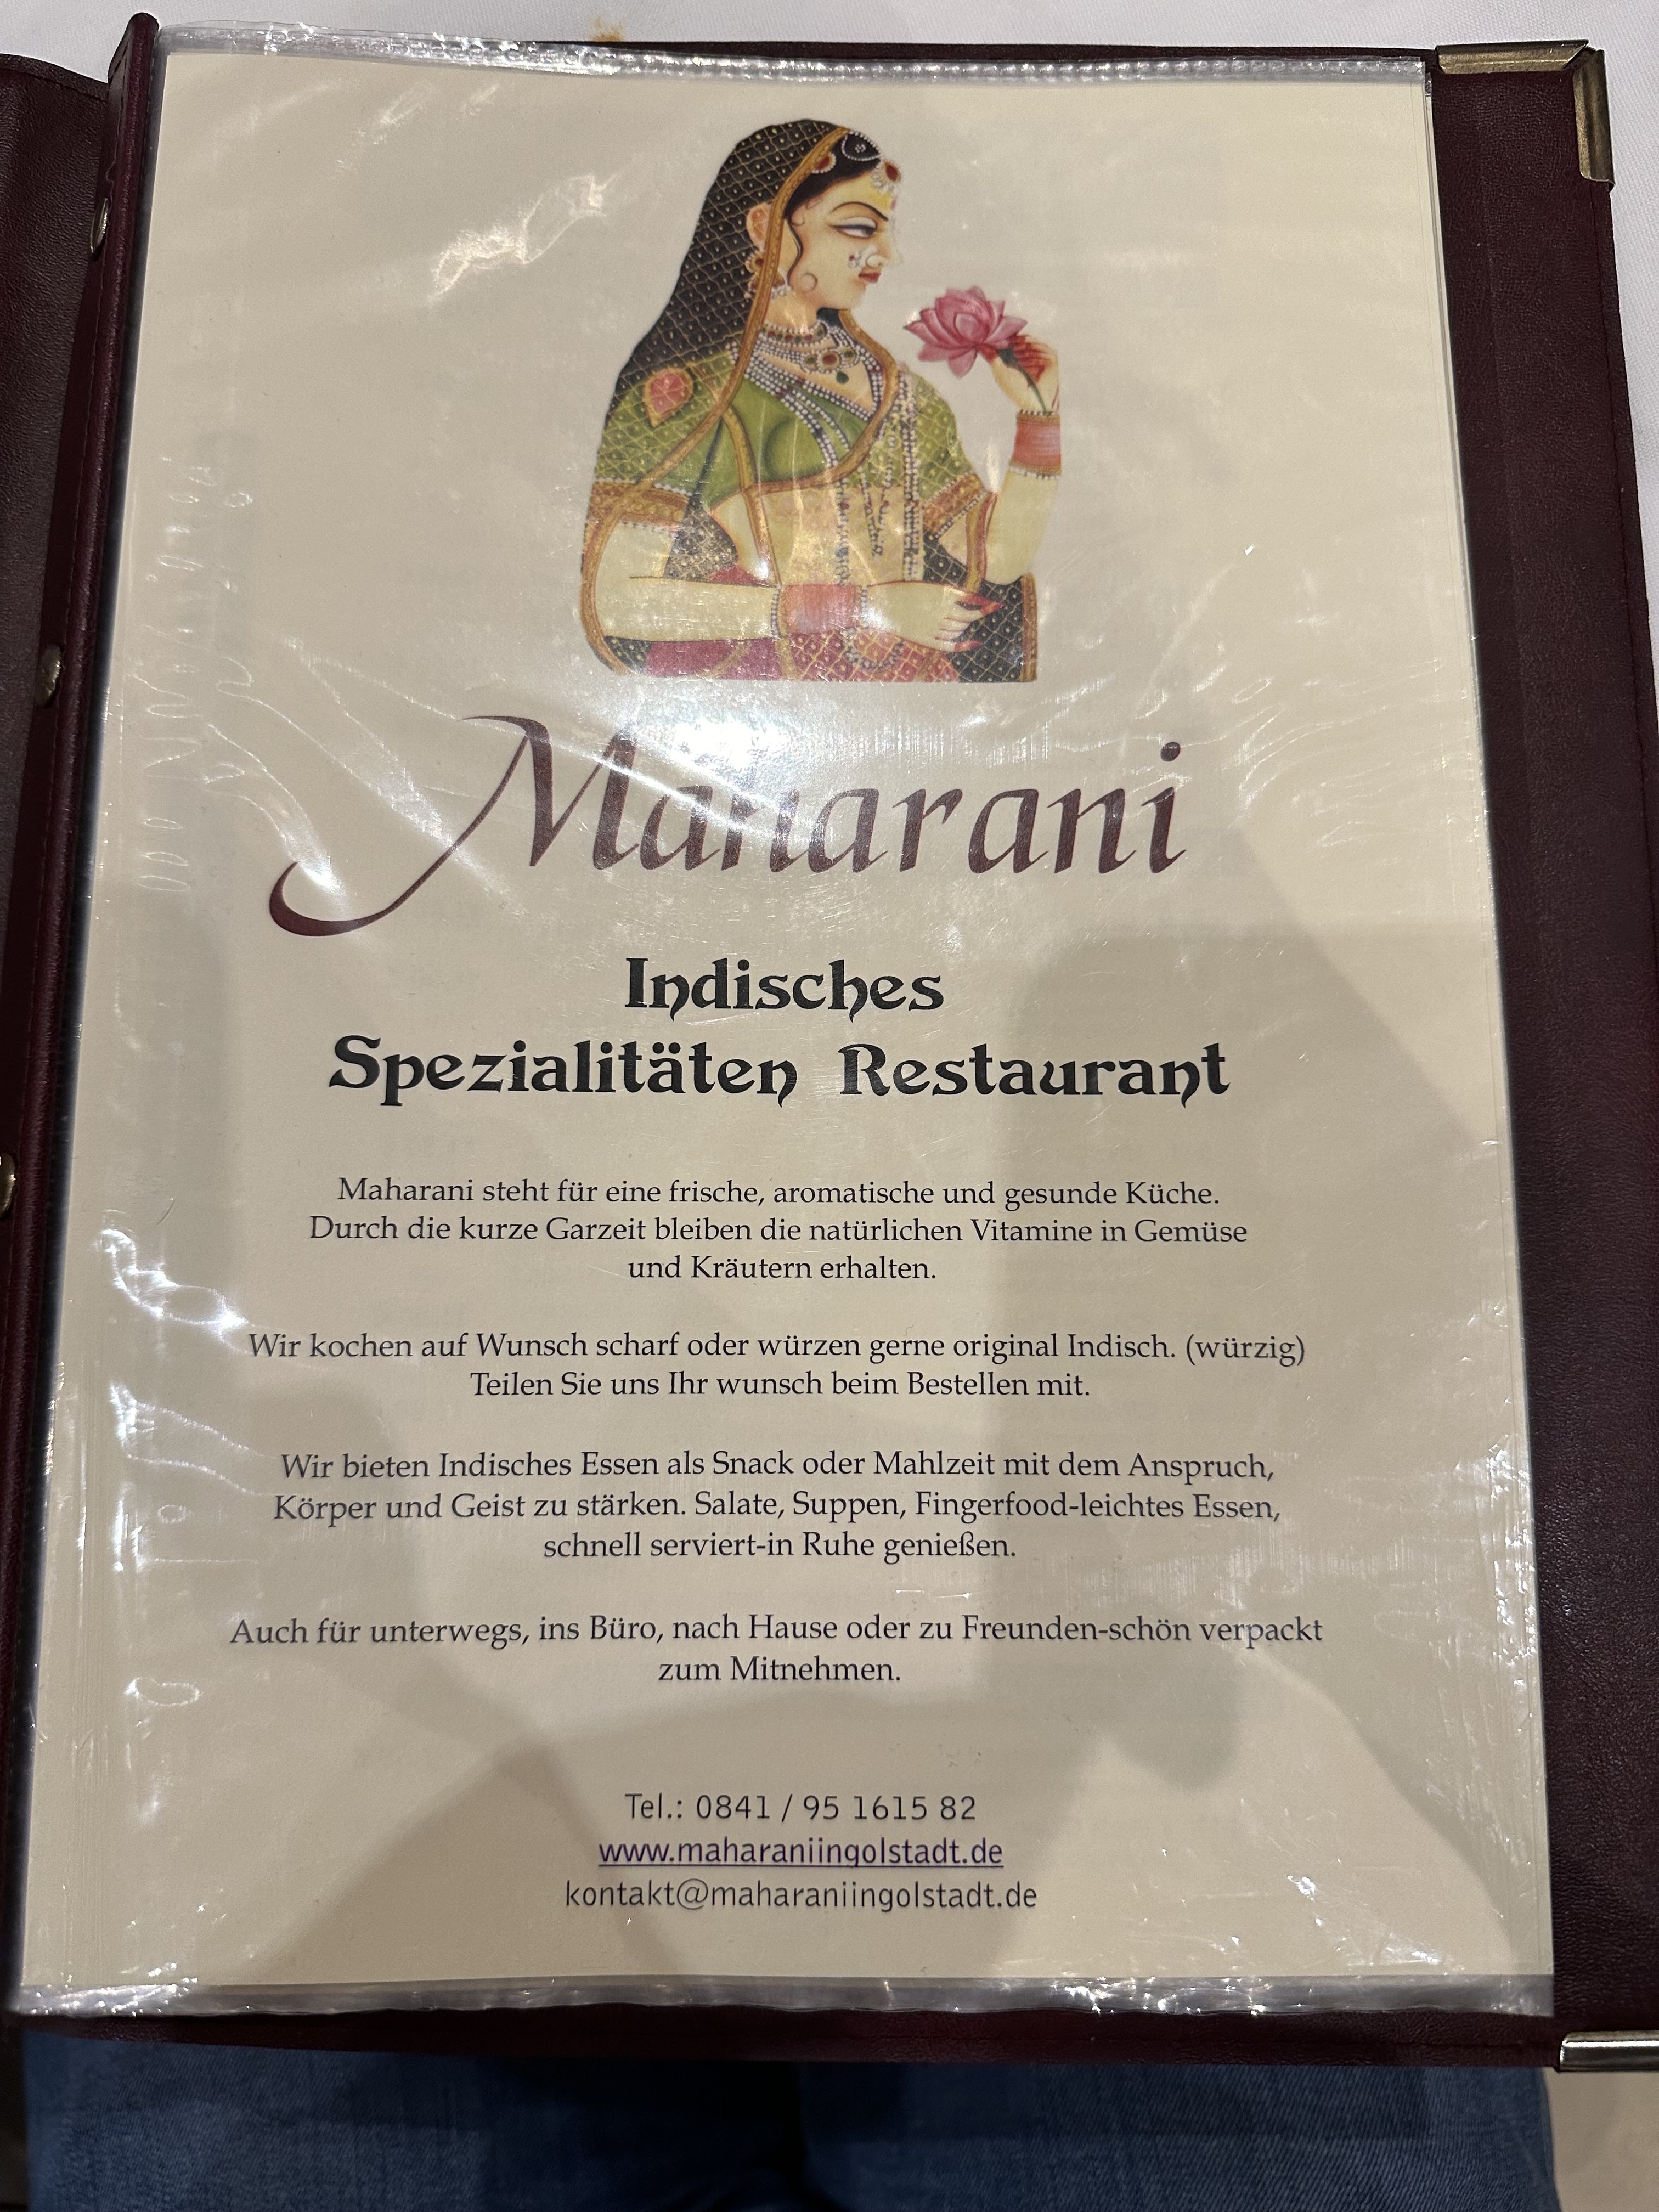 Maharani
Indisches
Spezialitäten Restaurant
Maharani steht für eine frische, aromatische und gesunde Küche.
Durch die kurze Garzeit bleiben die natürlichen Vitamine in Gemüse
und Kräutern erhalten.
Wir kochen auf Wunsch scharf oder würzen gerne original Indisch. (würzig)
Teilen Sie uns Ihr wunsch beim Bestellen mit.
Wir bieten Indisches Essen als Snack oder Mahlzeit mit dem Anspruch,
Körper und Geist zu stärken. Salate, Suppen, Fingerfood-leichtes Essen,
schnell serviert-in Ruhe genießen.
Auch für unterwegs, ins Büro, nach Hause oder zu Freunden-schön verpackt
zum Mitnehmen.
Tel.: 0841 / 95 1615 82
www.maharaniingolstadt.de
kontakt@maharaniingolstadt.de